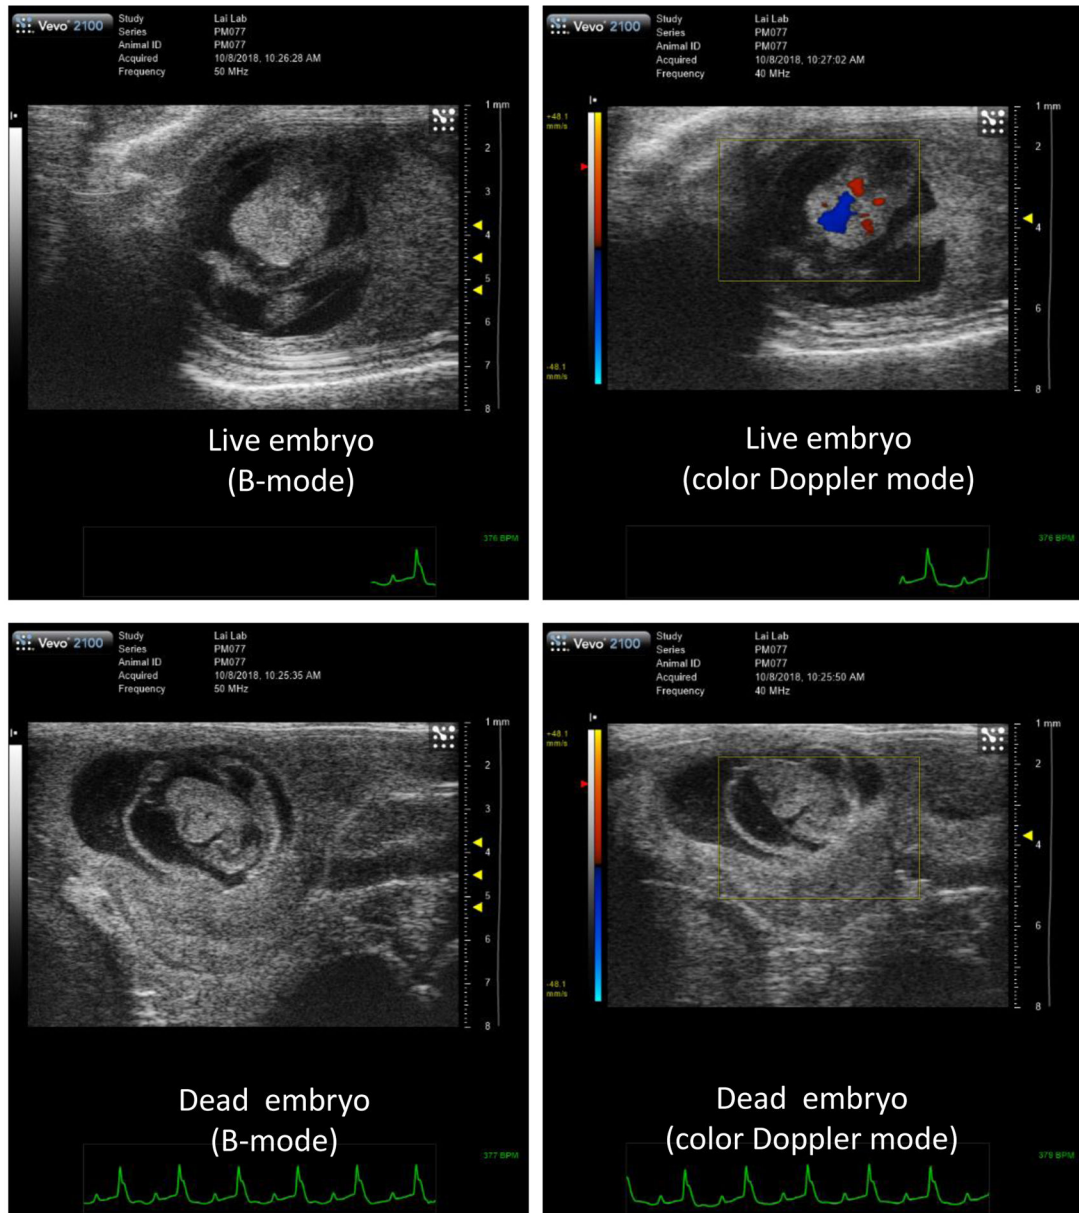 Vevo® 2100
Study Lai Lab
Series PM077
Animal ID PM077
Acquired 10/8/2018, 10:26:28 AM
Frequency 50 MHz
1 mm
2
3
4
5
6
7
8
Live embryo
(B-mode)
376 BPM
Vevo® 2100
Study Lai Lab
Series PM077
Animal ID PM077
Acquired 10/8/2018, 10:27:02 AM
Frequency 40 MHz
+48.1
mm/s
-48.1
mm/s
1 mm
2
4
6
8
Live embryo
(color Doppler mode)
376 BPM
Vevo® 2100
Study Lai Lab
Series PM077
Animal ID PM077
Acquired 10/8/2018, 10:25:35 AM
Frequency 50 MHz
1 mm
2
3
4
5
6
7
8
Dead embryo
(B-mode)
377 BPM
Vevo® 2100
Study Lai Lab
Series PM077
Animal ID PM077
Acquired 10/8/2018, 10:25:50 AM
Frequency 40 MHz
+48.1
mm/s
-48.1
mm/s
1 mm
2
4
6
8
Dead embryo
(color Doppler mode)
379 BPM